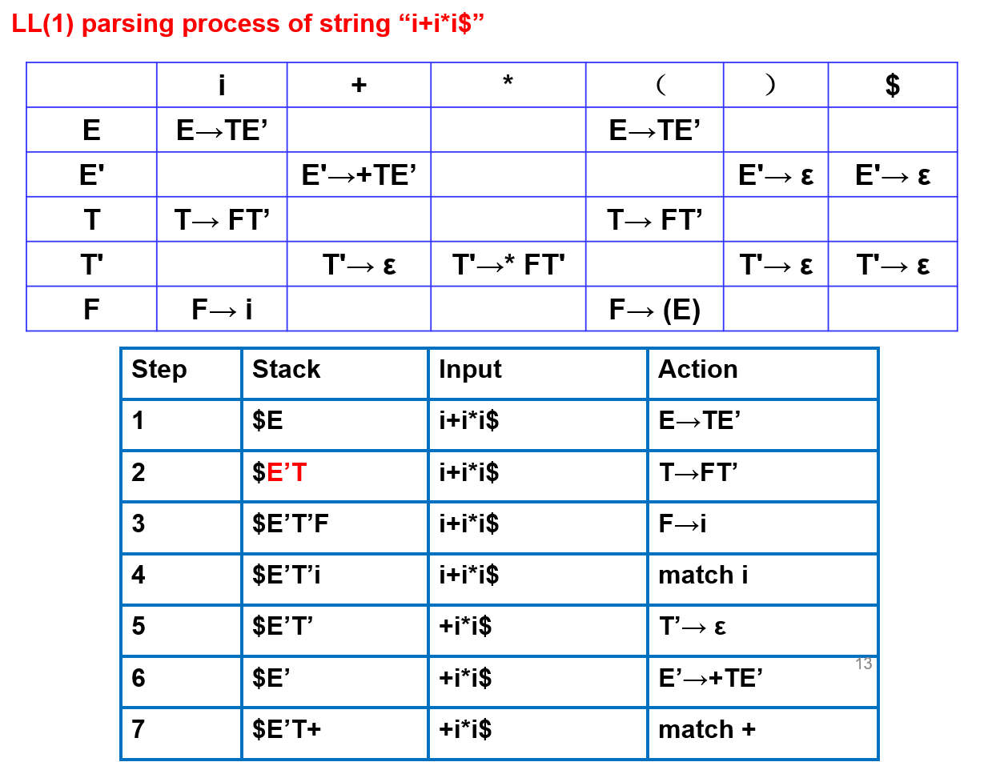 LL(1) parsing process of string “i+i*i$”
i + * （ ） $
E E→TE’ E→TE’
E' E'→+TE’ E'→ ε E'→ ε
T T→ FT’ T→ FT’
T' T'→ ε T'→* FT' T'→ ε T'→ ε
F F→ i F→ (E)
Step Stack Input Action
1 $E i+i*i$ E→TE’
2 $E’T i+i*i$ T→FT’
3 $E’T’F i+i*i$ F→i
4 $E’T’i i+i*i$ match i
5 $E’T’ +i*i$ T’→ ε
13
6 $E’ +i*i$ E’→+TE’
7 $E’T+ +i*i$ match +